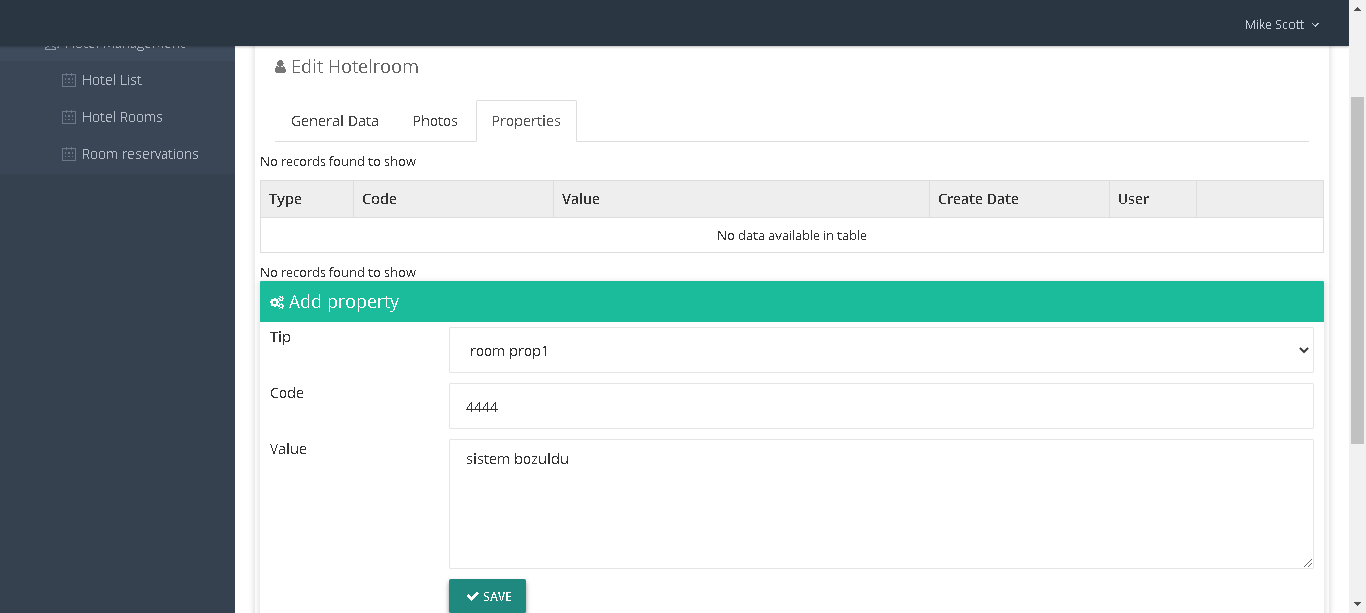 Mike Scott
Hotel Management
Hotel List
Hotel Rooms
Room reservations
Edit Hotelroom
General Data Photos Properties
No records found to show
Type Code Value Create Date User
No data available in table
No records found to show
Add property
Tip room prop1
Code 4444
Value sistem bozuldu
SAVE